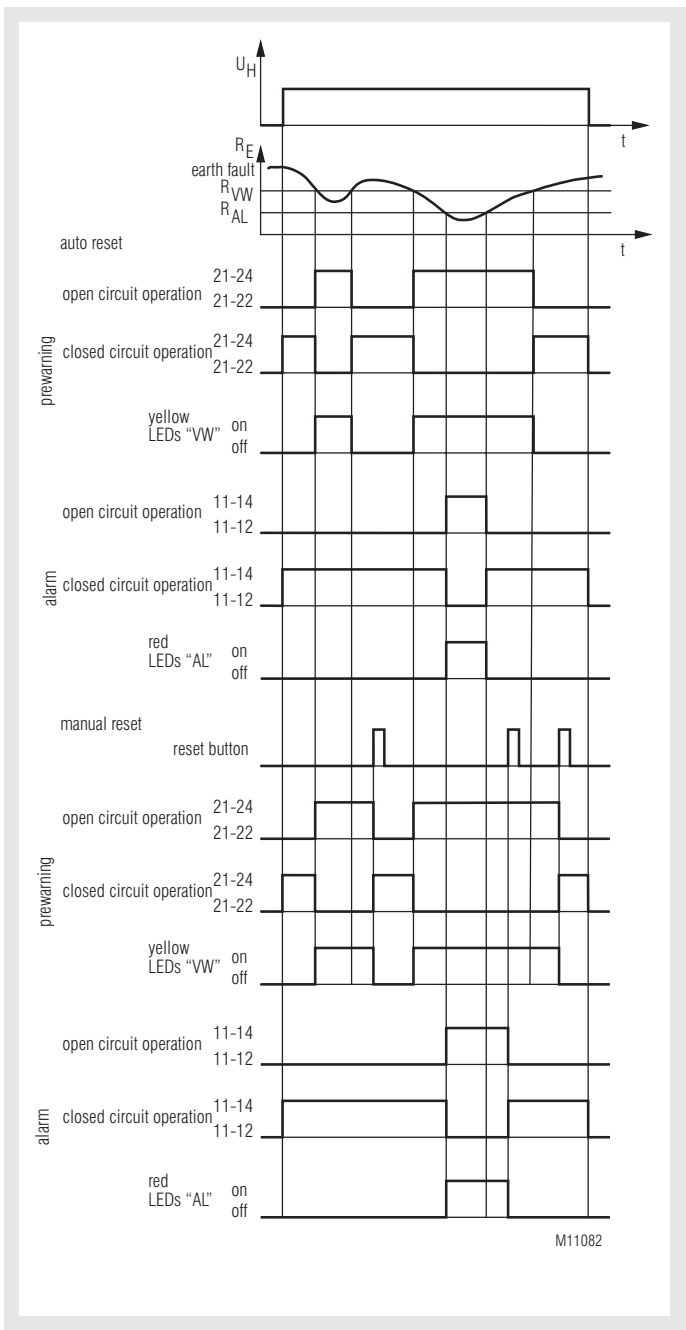 UH
t
RE
earth fault
RVW
RAL
t
auto reset
prewarning
open circuit operation 21-24
21-22
closed circuit operation 21-24
21-22
yellow
LEDs “VW” on
off
alarm
open circuit operation 11-14
11-12
closed circuit operation 11-14
11-12
red
LEDs “AL” on
off
manual reset
reset button
prewarning
open circuit operation 21-24
21-22
closed circuit operation 21-24
21-22
yellow
LEDs “VW” on
off
alarm
open circuit operation 11-14
11-12
closed circuit operation 11-14
11-12
red
LEDs “AL” on
off
M11082